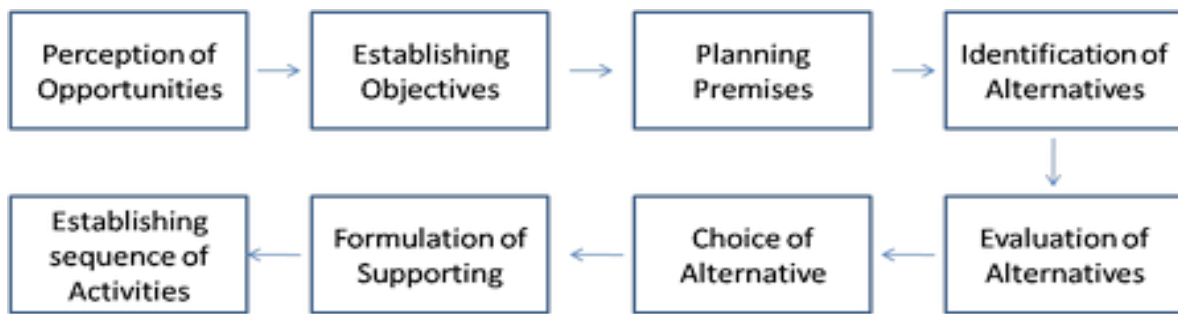 Perception of
Opportunities
Establishing
Objectives
Planning
Premises
Identification of
Alternatives
Evaluation of
Alternatives
Choice of
Alternative
Formulation of
Supporting
Establishing
sequence of
Activities